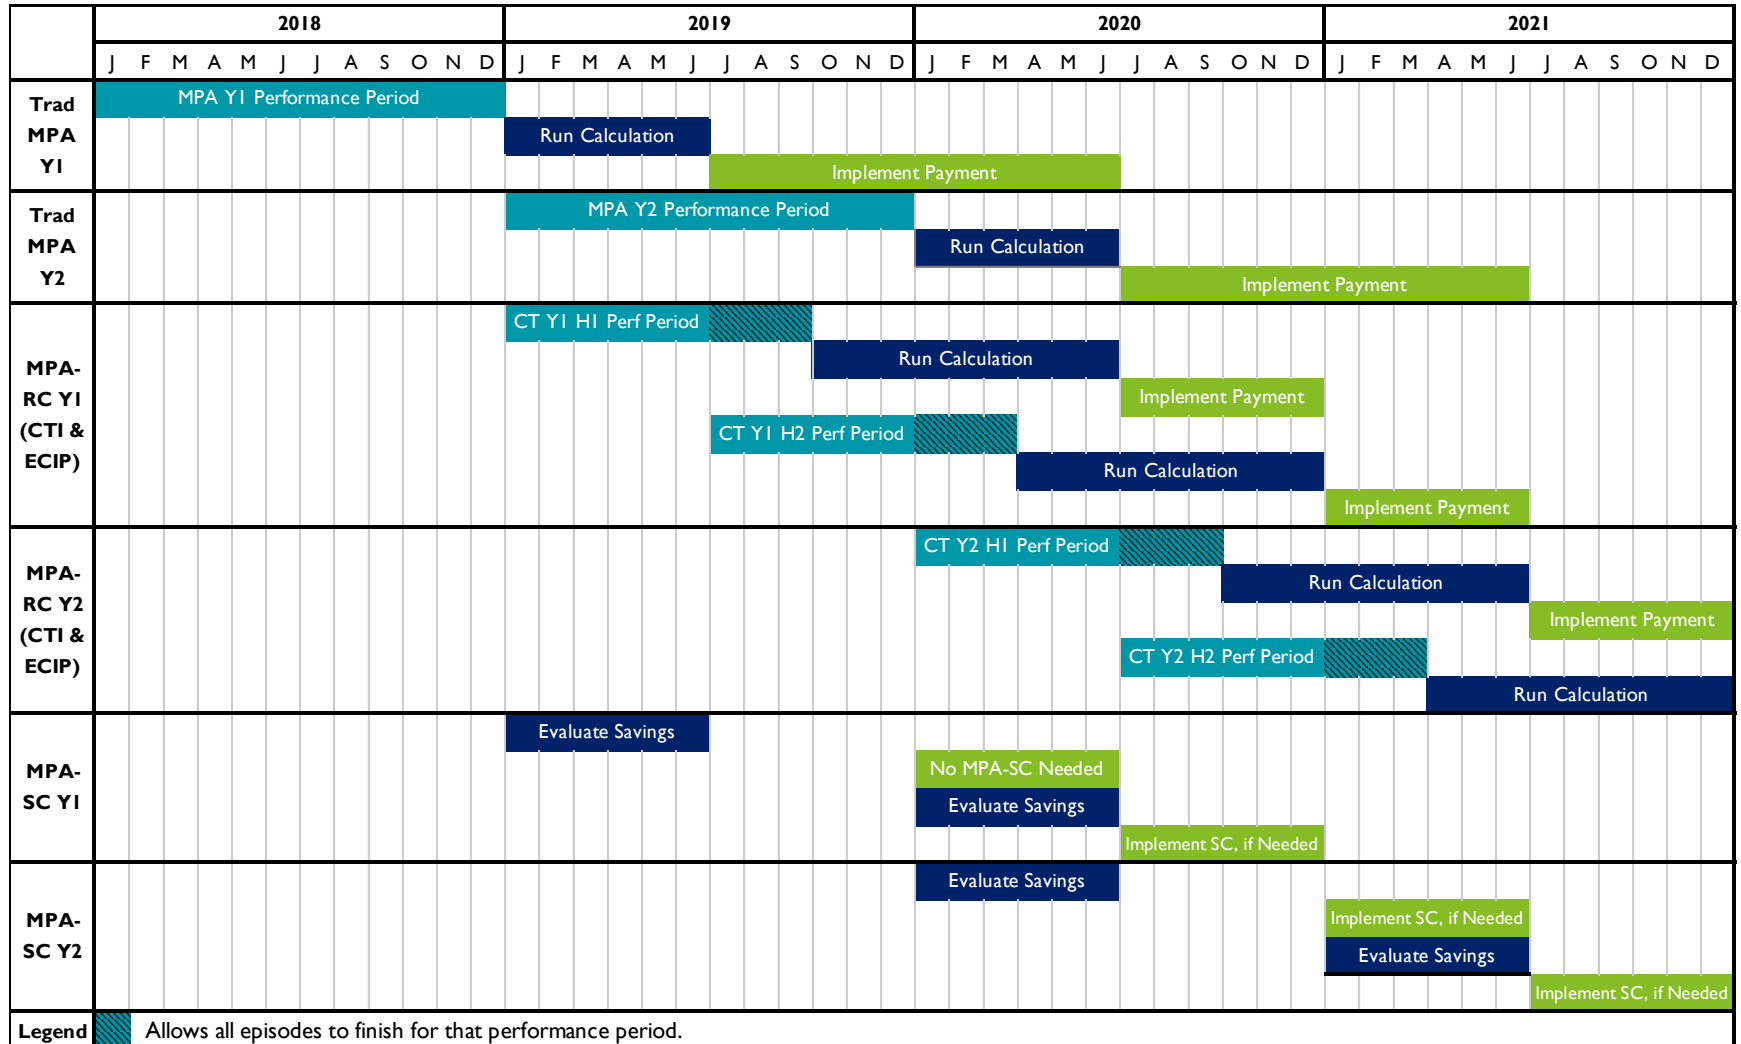 2018 2019 2020 2021
J F M A M J J A S O N D J F M A M J J A S O N D J F M A M J J A S O N D J F M A M J J A S O N D
Trad
MPA
Y1
MPA Y1 Performance Period
Run Calculation
Implement Payment
Trad
MPA
Y2
MPA Y2 Performance Period
Run Calculation
Implement Payment
MPA-
RC Y1
(CTI &
ECIP)
CT Y1 H1 Perf Period
Run Calculation
Implement Payment
CT Y1 H2 Perf Period
Run Calculation
Implement Payment
MPA-
RC Y2
(CTI &
ECIP)
CT Y2 H1 Perf Period
Run Calculation
Implement Payment
CT Y2 H2 Perf Period
Run Calculation
MPA-
SC Y1
Evaluate Savings
No MPA-SC Needed
Evaluate Savings
Implement SC, if Needed
MPA-
SC Y2
Evaluate Savings
Implement SC, if Needed
Evaluate Savings
Implement SC, if Needed
Legend Allows all episodes to finish for that performance period.